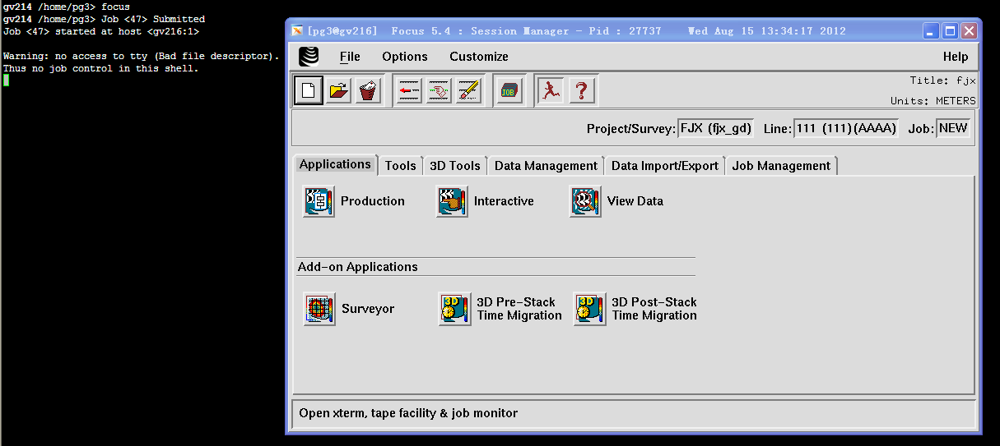 gv214 /home/pg3> focus
gv214 /home/pg3> Job <47> Submitted
Job <47> started at host <gv216:1>
Warning: no access to tty (Bad file descriptor).
Thus no job control in this shell.
[pg3@gv216] Focus 5.4 : Session Manager - Pid : 27737 Wed Aug 15 13:34:17 2012
File Options Customize Help
JOB
Title: fjx
Units: METERS
Project/Survey: FJX (fjx_gd) Line: 111 (111)(AAAA) Job: NEW
Applications Tools 3D Tools Data Management Data Import/Export Job Management
Production Interactive View Data
Add-on Applications
Surveyor
3D
3D Pre-Stack
Time Migration
3D
3D Post-Stack
Time Migration
Open xterm, tape facility & job monitor